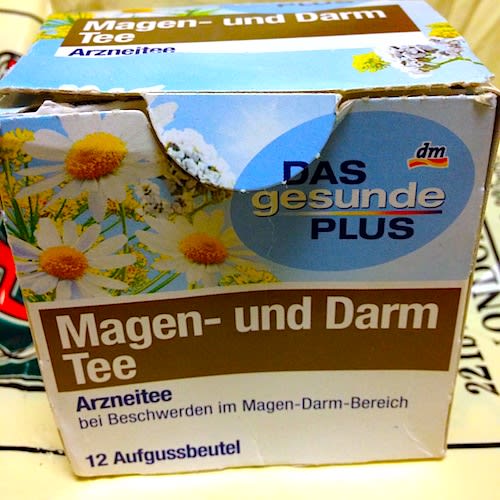 Magen- und Darm
Tee
Arzneitee
dm
DAS
gesunde
PLUS
Magen- und Darm
Tee
Arzneitee
bei Beschwerden im Magen-Darm-Bereich
12 Aufgussbeutel
221B